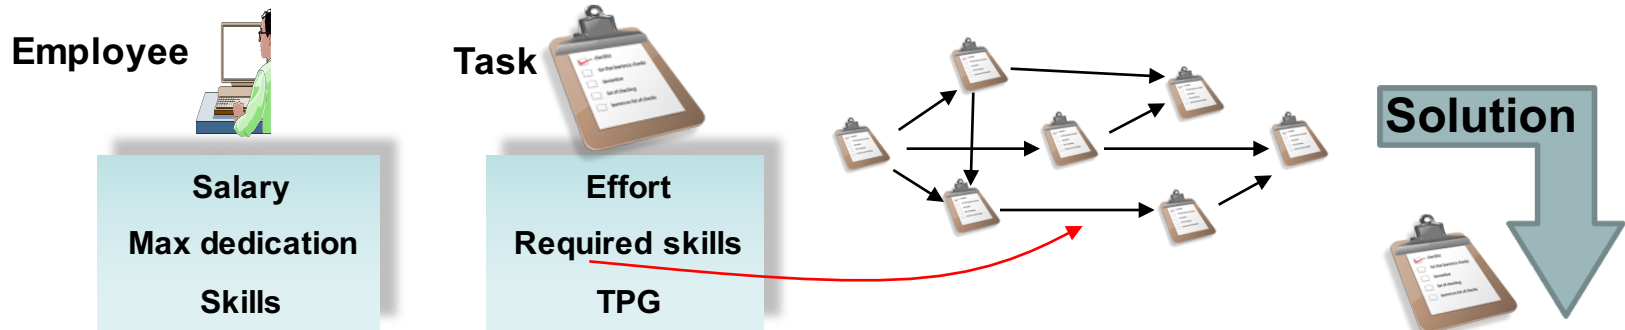 Employee
Salary
Max dedication
Skills
Task
Effort
Required skills
TPG
Solution